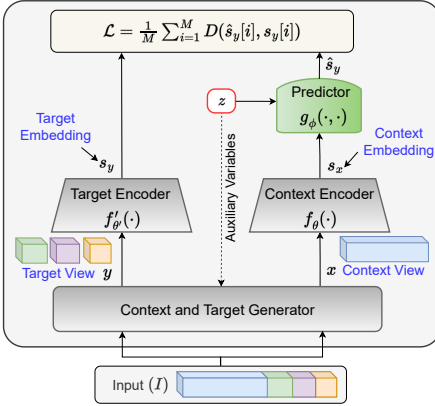 ℒ = 1/M ∑_{i=1}^{M} D(ŝ_y[i], s_y[i])
ŝ_y
Predictor
g_ϕ(·,·)
z
Target
Embedding
s_y
Context
Embedding
s_x
Auxiliary Variables
Target Encoder
f′_{θ′}(·)
Context Encoder
f_θ(·)
Target View
y
x
Context View
Context and Target Generator
Input (I)